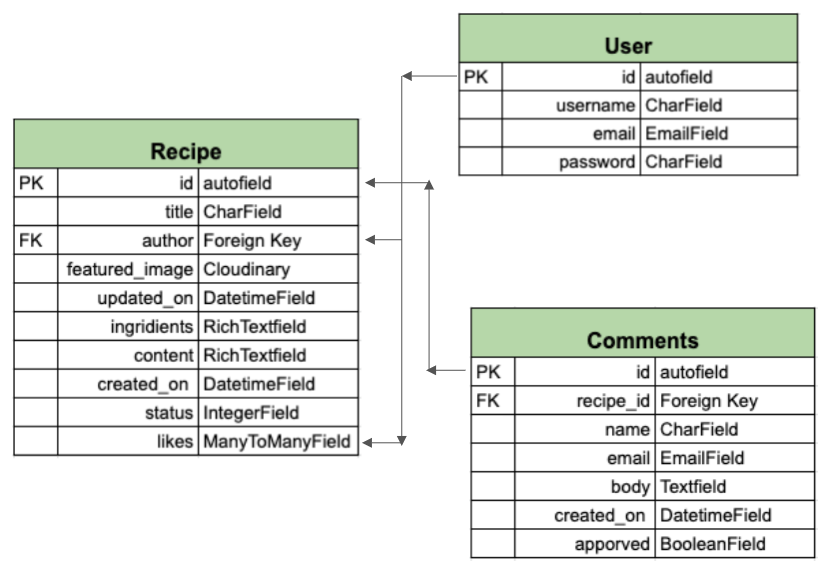 User
PK id autofield
username CharField
email EmailField
password CharField
Recipe
PK id autofield
title CharField
FK author Foreign Key
featured_image Cloudinary
updated_on DatetimeField
ingridients RichTextfield
content RichTextfield
created_on DatetimeField
status IntegerField
likes ManyToManyField
Comments
PK id autofield
FK recipe_id Foreign Key
name CharField
email EmailField
body Textfield
created_on DatetimeField
apporved BooleanField